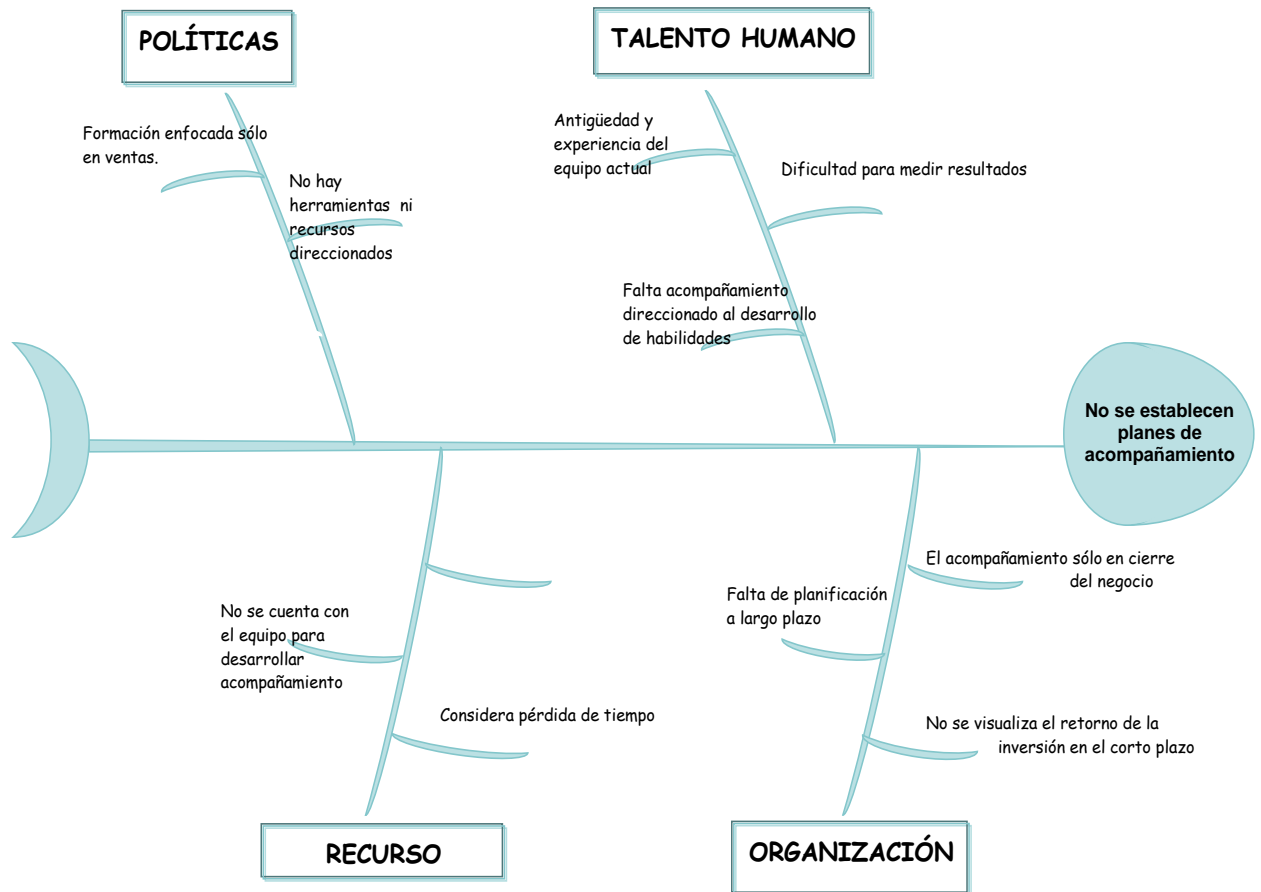 POLÍTICAS
TALENTO HUMANO
Formación enfocada sólo
en ventas.
No hay
herramientas ni
recursos
direccionados
Antigüedad y
experiencia del
equipo actual
Dificultad para medir resultados
Falta acompañamiento
direccionado al desarrollo
de habilidades
No se establecen
planes de
acompañamiento
No se cuenta con
el equipo para
desarrollar
acompañamiento
Considera pérdida de tiempo
Falta de planificación
a largo plazo
El acompañamiento sólo en cierre
del negocio
No se visualiza el retorno de la
inversión en el corto plazo
RECURSO
ORGANIZACIÓN